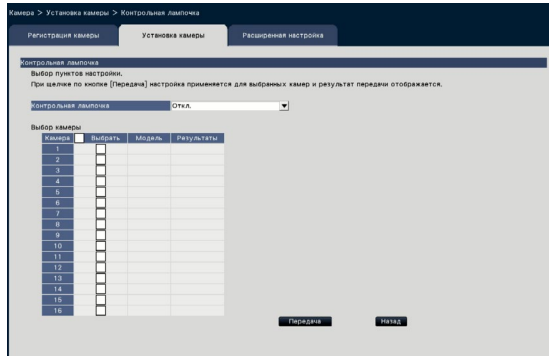 Камера > Установка камеры > Контрольная лампочка
Регистрация камеры Установка камеры Расширенная настройка
Контрольная лампочка
Выбор пунктов настройки.
При щелчке по кнопке [Передача] настройка применяется для выбранных камер и результат передачи отображается.
Контрольная лампочка Откл.
Выбор камеры
Камера Выбрать Модель Результаты
1
2
3
4
5
6
7
8
9
10
11
12
13
14
15
16
Передача Назад